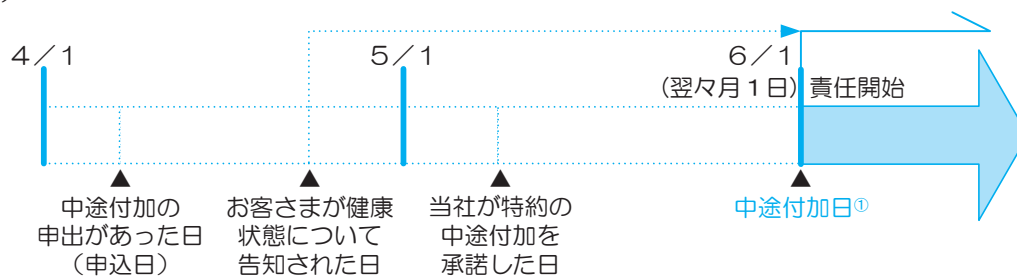 4/1
5/1
6/1
(翌々月1日)責任開始
中途付加の
申出があった日
(申込日)
お客さまが健康
状態について
告知された日
当社が特約の
中途付加を
承諾した日
中途付加日①